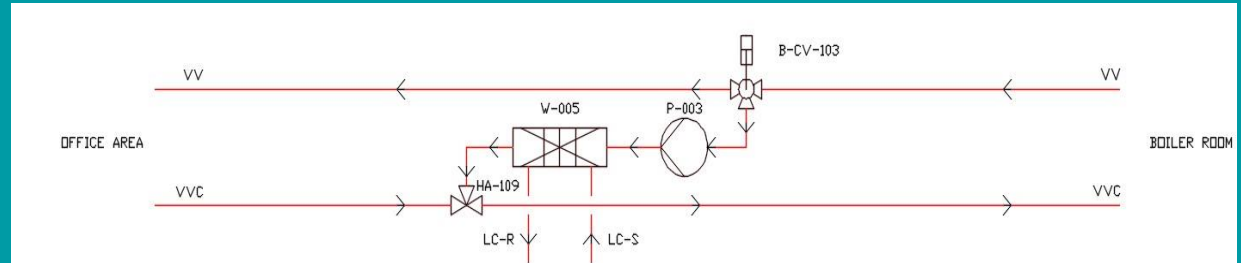 B-CV-103
VV
VV
W-005
P-003
OFFICE AREA
BOILER ROOM
HA-109
VVC
VVC
LC-R
LC-S